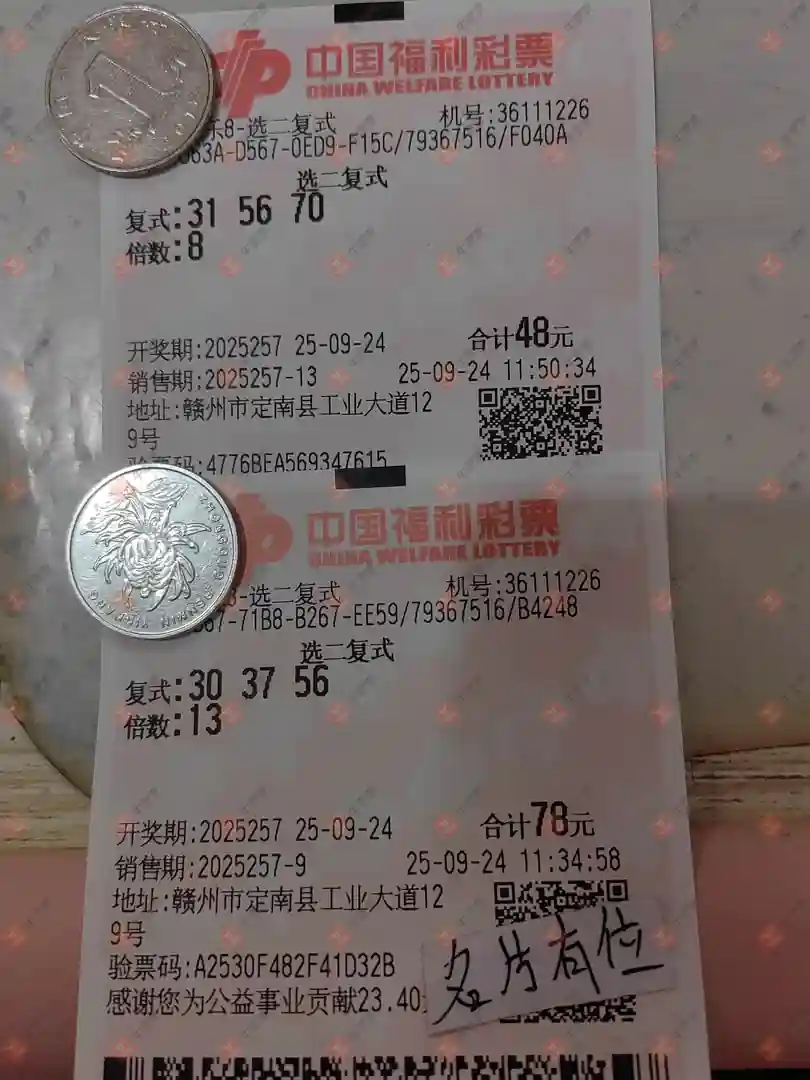 中国福利彩票
CHINA WELFARE LOTTERY
乐8-选二复式 机号:36111226
63A-D567-0ED9-F15C/79367516/F040A
选二复式
复式:31 56 70
倍数:8
开奖期:2025257 25-09-24 合计48元
销售期:2025257-13 25-09-24 11:50:34
地址:赣州市定南县工业大道12
9号
验票码:4776BEA569347615
中国福利彩票
CHINA WELFARE LOTTERY
8-选二复式 机号:36111226
67-71B8-B267-EE59/79367516/B4248
选二复式
复式:30 37 56
倍数:13
开奖期:2025257 25-09-24 合计78元
销售期:2025257-9 25-09-24 11:34:58
地址:赣州市定南县工业大道12
9号
验票码:A2530F482F41D32B
感谢您为公益事业贡献23.40
名片有位